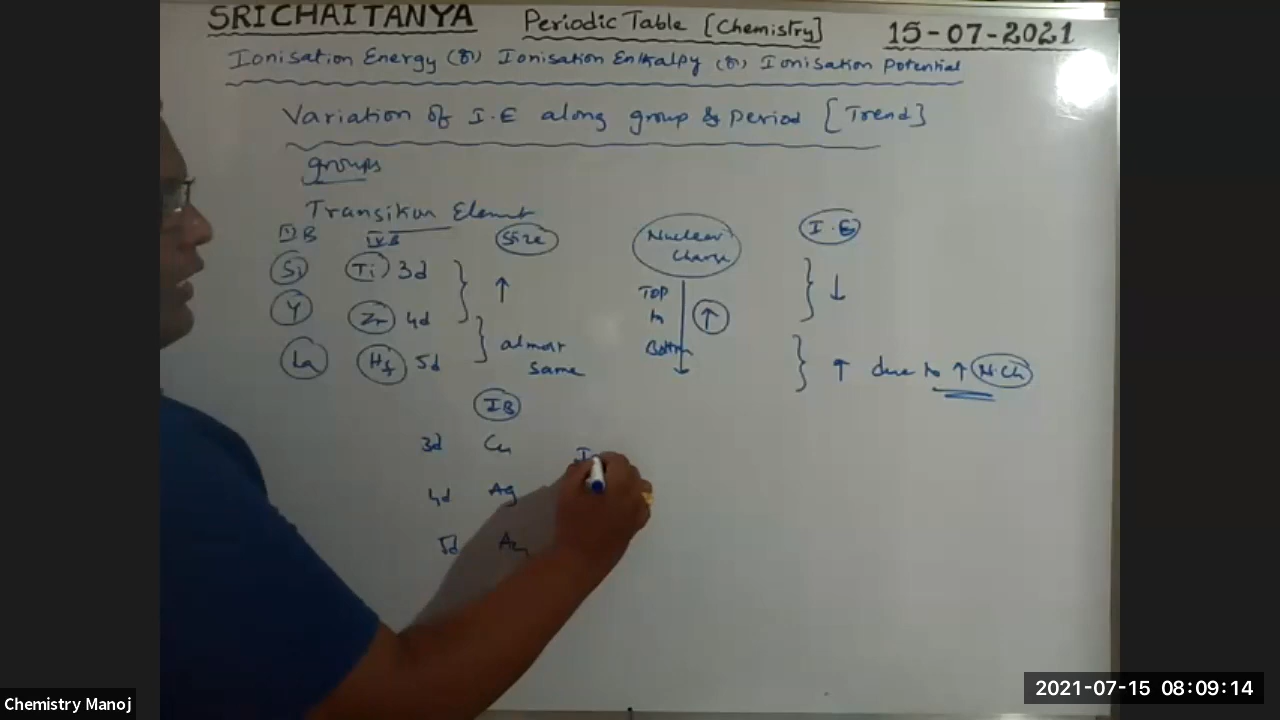 SRICHAITANYA Periodic Table [Chemistry] 15-07-2021
Ionisation Energy (or) Ionisation Enthalpy (or) Ionisation Potential
Variation of I.E along group & Period [Trend]
groups
Transition Element
B IVB Size Nuclear Charge I.E
Si Ti 3d ↑ Top ↑ ↓
Y Zr 4d to
La Hf 5d almost same Bottom ↑ due to ↑ N.Ch
IB
3d Cu I
4d Ag
5d Au
Chemistry Manoj
2021-07-15 08:09:14